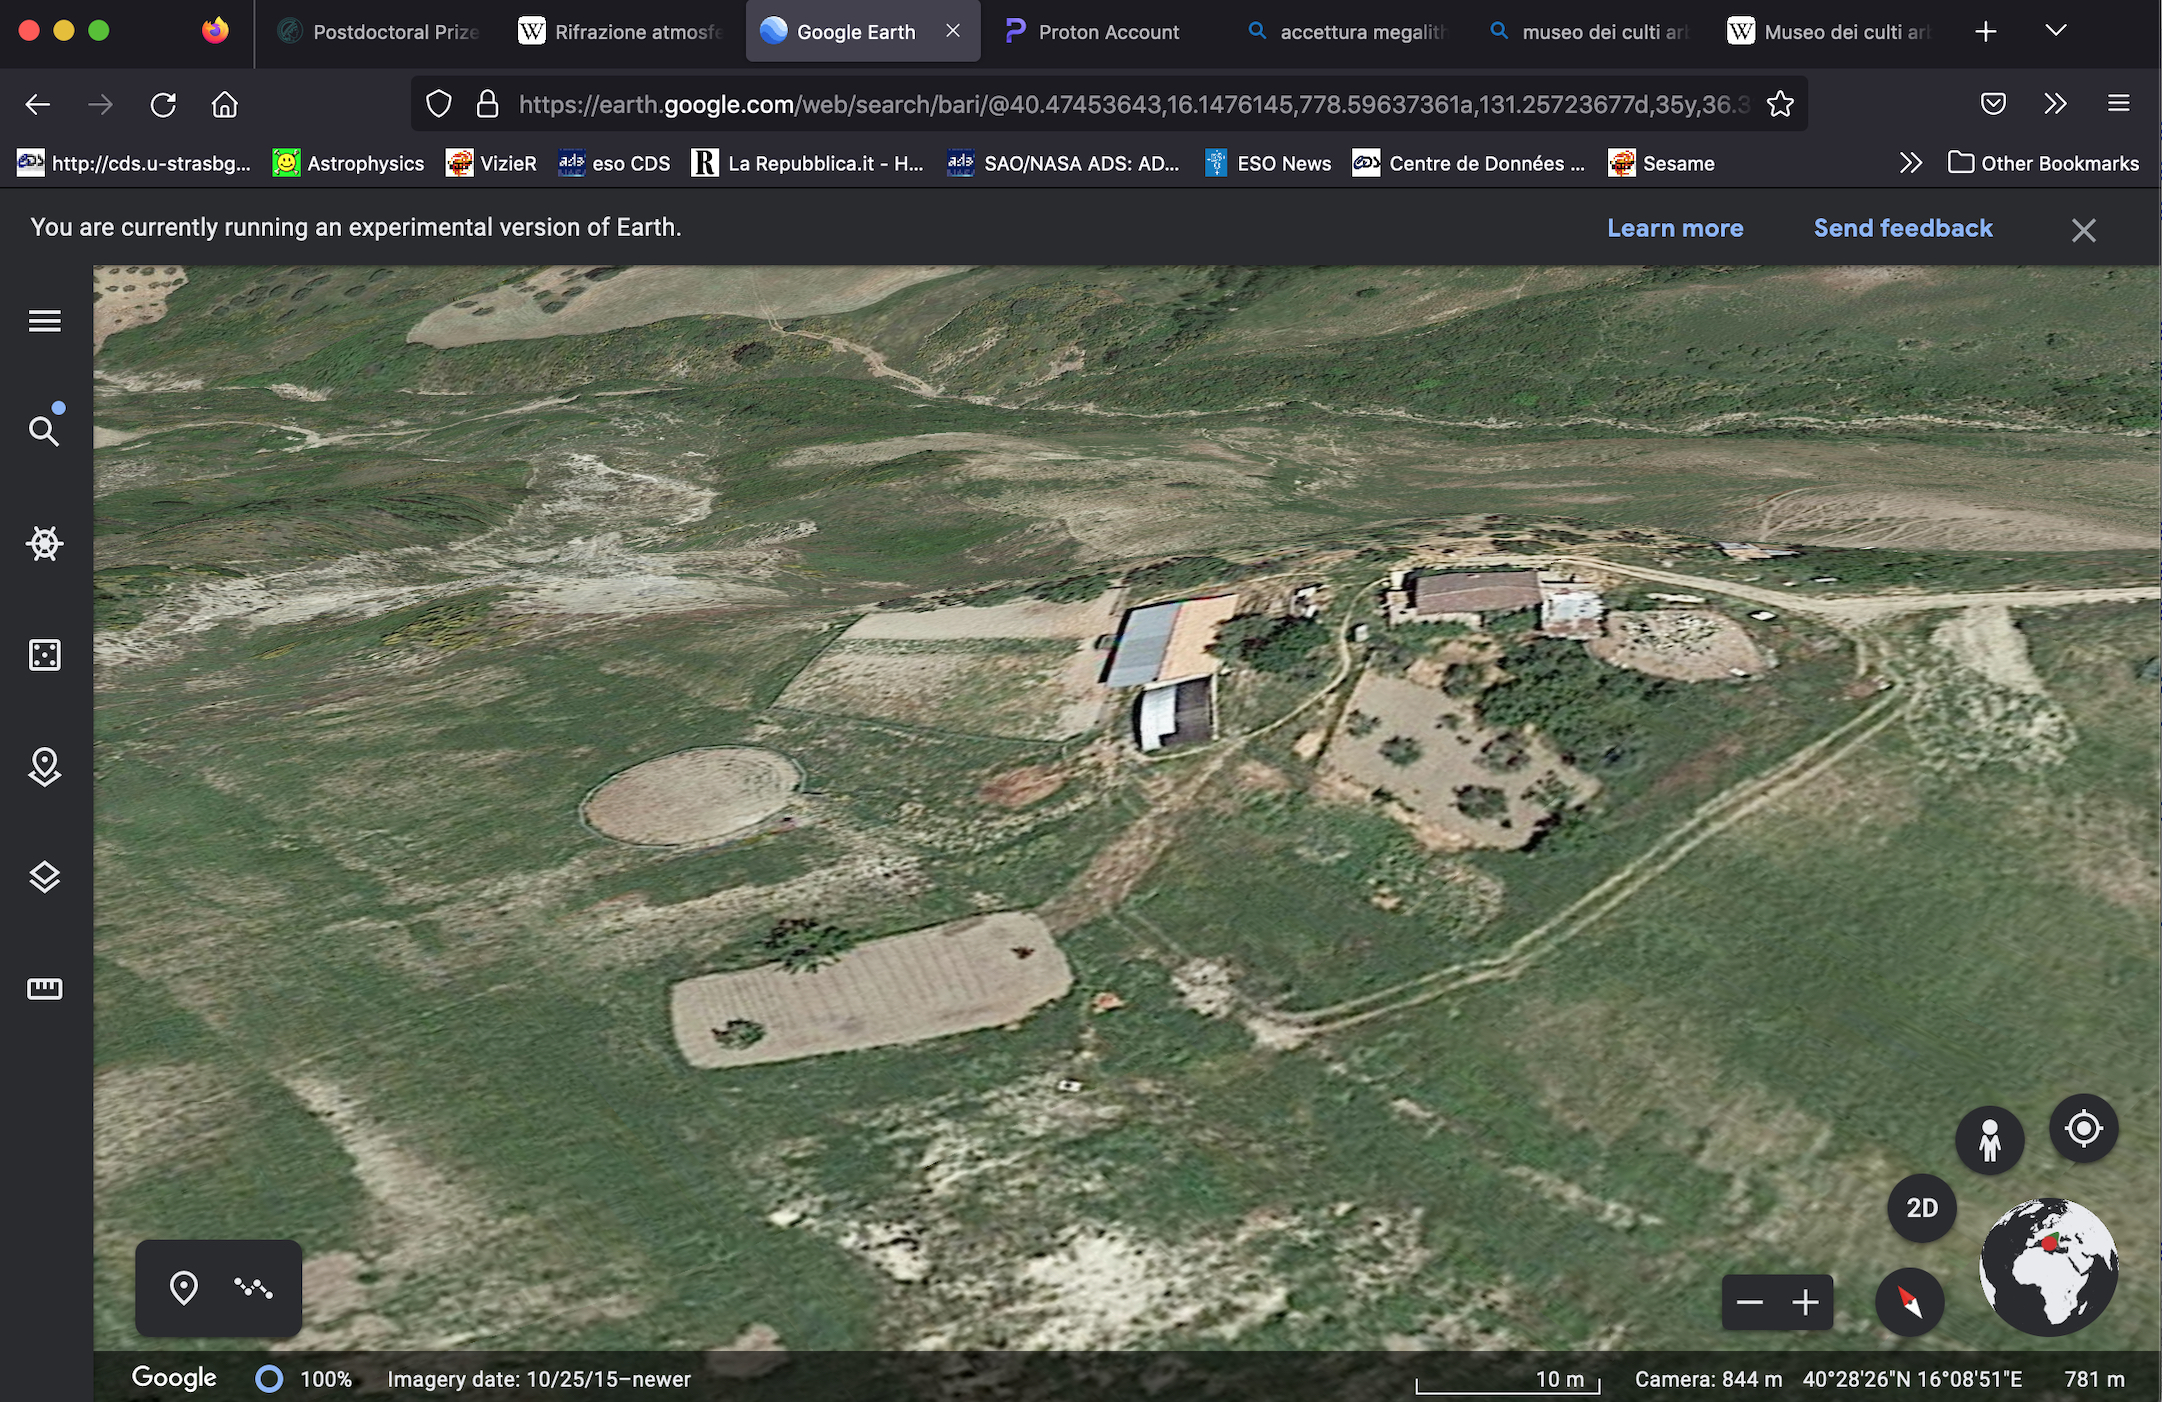 Postdoctoral Prize
Rifrazione atmosfe
Google Earth
Proton Account
accettura megalith
museo dei culti arb
Museo dei culti arb
https://earth.google.com/web/search/bari/@40.47453643,16.1476145,778.59637361a,131.25723677d,35y,36.3
http://cds.u-strasbg...
Astrophysics
VizieR
eso CDS
La Repubblica.it - H...
SAO/NASA ADS: AD...
ESO News
Centre de Données ...
Sesame
Other Bookmarks
You are currently running an experimental version of Earth.
Learn more
Send feedback
2D
Google
100%
Imagery date: 10/25/15–newer
10 m
Camera: 844 m
40°28'26"N 16°08'51"E
781 m